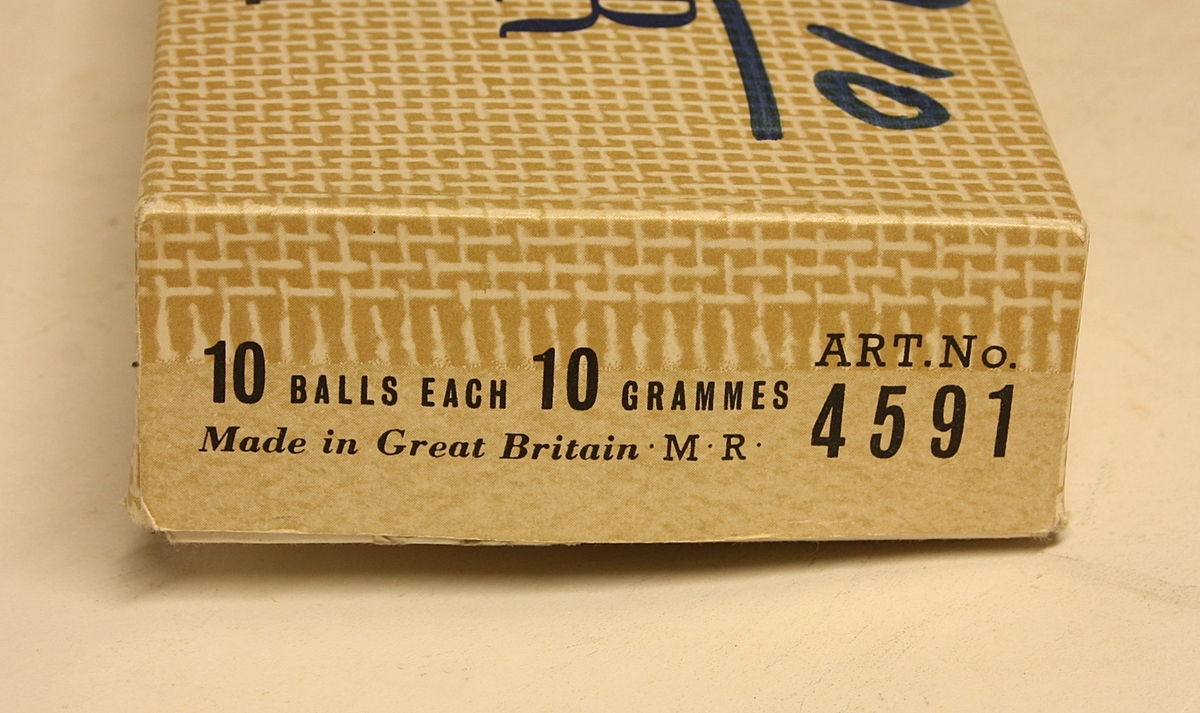 10 BALLS EACH 10 GRAMMES
Made in Great Britain · M · R ·
ART. No.
4591